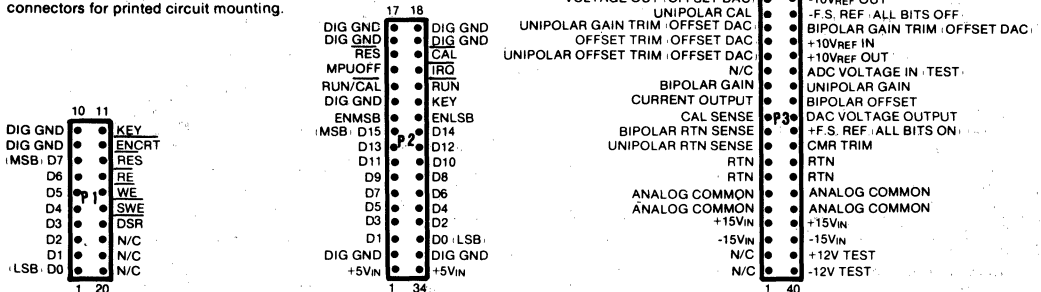 connectors for printed circuit mounting.
10 11
DIG GND KEY
DIG GND ENCRT
(MSB) D7 RES
D6 RE
D5 WE
D4 SWE
D3 DSR
D2 N/C
D1 N/C
(LSB) D0 N/C
P1
1 20
17 18
DIG GND DIG GND
DIG GND DIG GND
RES CAL
MPUOFF IRQ
RUN/CAL RUN
DIG GND KEY
ENMSB ENLSB
(MSB) D15 D14
D13 D12
D11 D10
D9 D8
D7 D6
D5 D4
D3 D2
D1 D0 (LSB)
DIG GND DIG GND
+5VIN +5VIN
P2
1 34
UNIPOLAR CAL -F.S. REF (ALL BITS OFF)
UNIPOLAR GAIN TRIM (OFFSET DAC) BIPOLAR GAIN TRIM (OFFSET DAC)
OFFSET TRIM (OFFSET DAC) +10VREF IN
UNIPOLAR OFFSET TRIM (OFFSET DAC) +10VREF OUT
N/C ADC VOLTAGE IN (TEST)
BIPOLAR GAIN UNIPOLAR GAIN
CURRENT OUTPUT BIPOLAR OFFSET
CAL SENSE P3 DAC VOLTAGE OUTPUT
BIPOLAR RTN SENSE +F.S. REF (ALL BITS ON)
UNIPOLAR RTN SENSE CMR TRIM
RTN RTN
RTN RTN
ANALOG COMMON ANALOG COMMON
ANALOG COMMON ANALOG COMMON
+15VIN +15VIN
-15VIN -15VIN
N/C +12V TEST
N/C -12V TEST
1 40